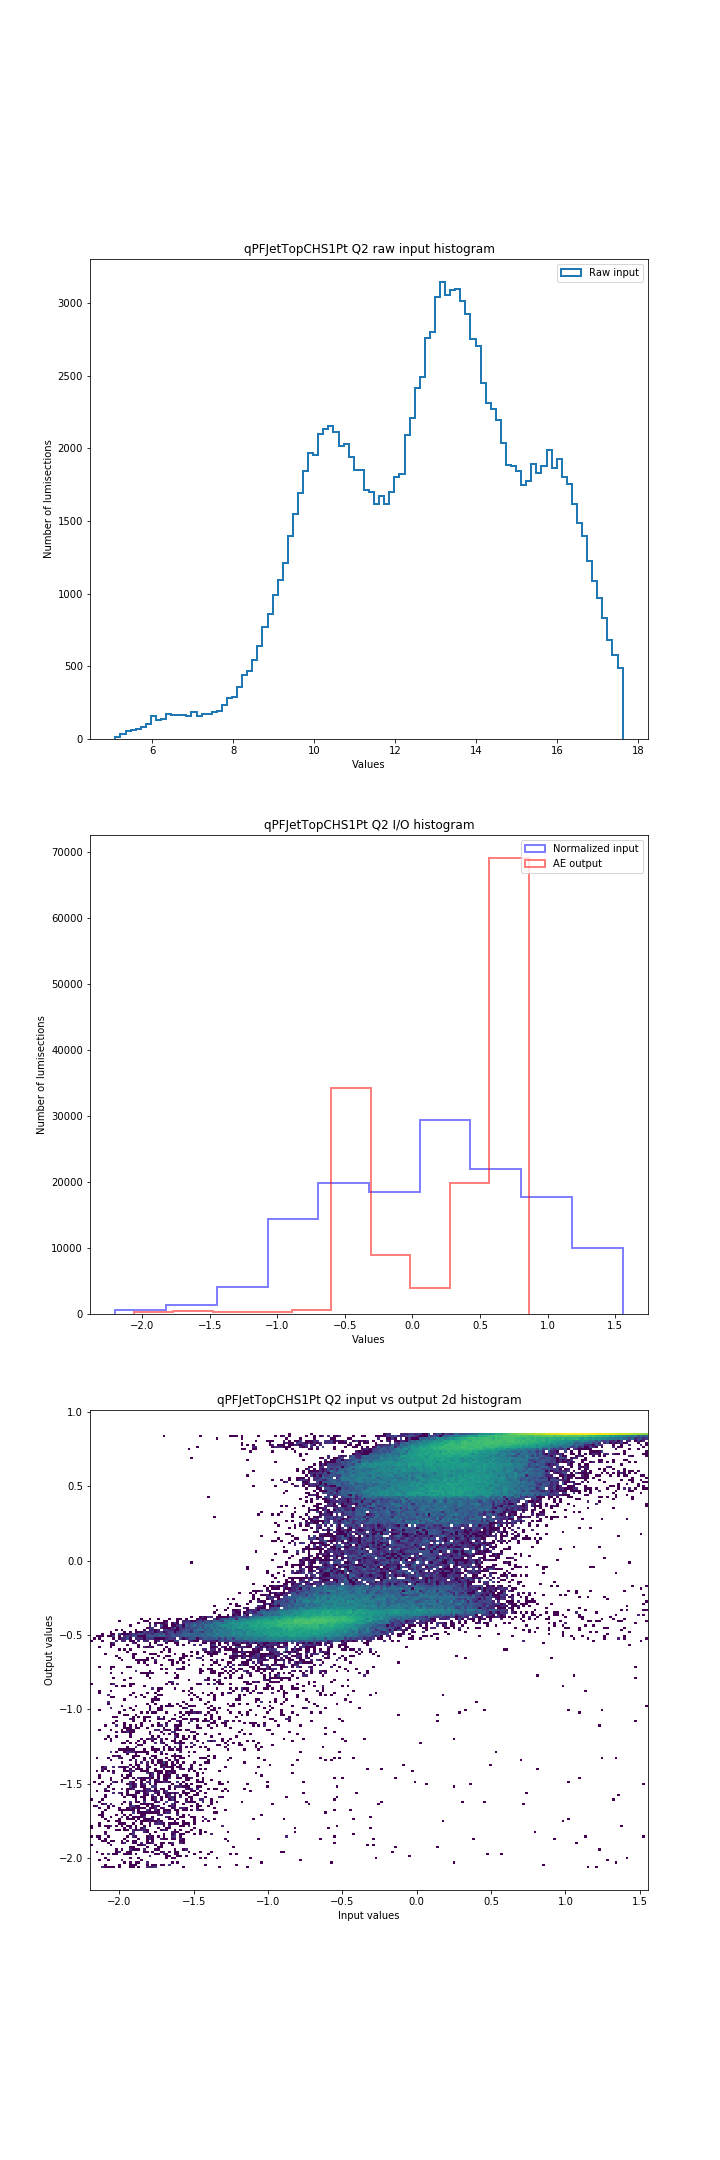 qPFJetTopCHS1Pt Q2 raw input histogram
Raw input
3000
2500
2000
1500
1000
500
0
Number of lumisections
6 8 10 12 14 16 18
Values
qPFJetTopCHS1Pt Q2 I/O histogram
Normalized input
AE output
70000
60000
50000
40000
30000
20000
10000
0
Number of lumisections
−2.0 −1.5 −1.0 −0.5 0.0 0.5 1.0 1.5
Values
qPFJetTopCHS1Pt Q2 input vs output 2d histogram
1.0
0.5
0.0
−0.5
−1.0
−1.5
−2.0
Output values
−2.0 −1.5 −1.0 −0.5 0.0 0.5 1.0 1.5
Input values